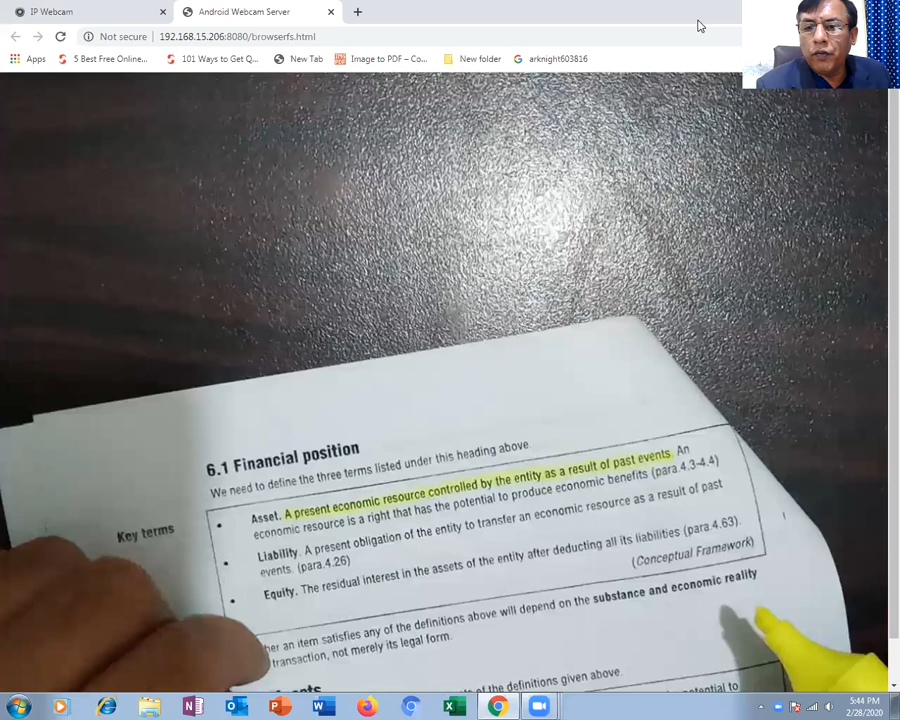 IP Webcam
Android Webcam Server
Not secure
192.168.15.206:8080/browserfs.html
Apps
5 Best Free Online...
101 Ways to Get Q...
New Tab
Image to PDF – Co...
New folder
arknight603816
6.1 Financial position
We need to define the three terms listed under this heading above.
Key terms
• Asset. A present economic resource controlled by the entity as a result of past events. An
economic resource is a right that has the potential to produce economic benefits (para.4.3-4.4)
• Liability. A present obligation of the entity to transfer an economic resource as a result of past
events. (para.4.26)
• Equity. The residual interest in the assets of the entity after deducting all its liabilities (para.4.63).
(Conceptual Framework)
an item satisfies any of the definitions above will depend on the substance and economic reality
transaction, not merely its legal form.
of the definitions given above.
to
5:44 PM
2/28/2020